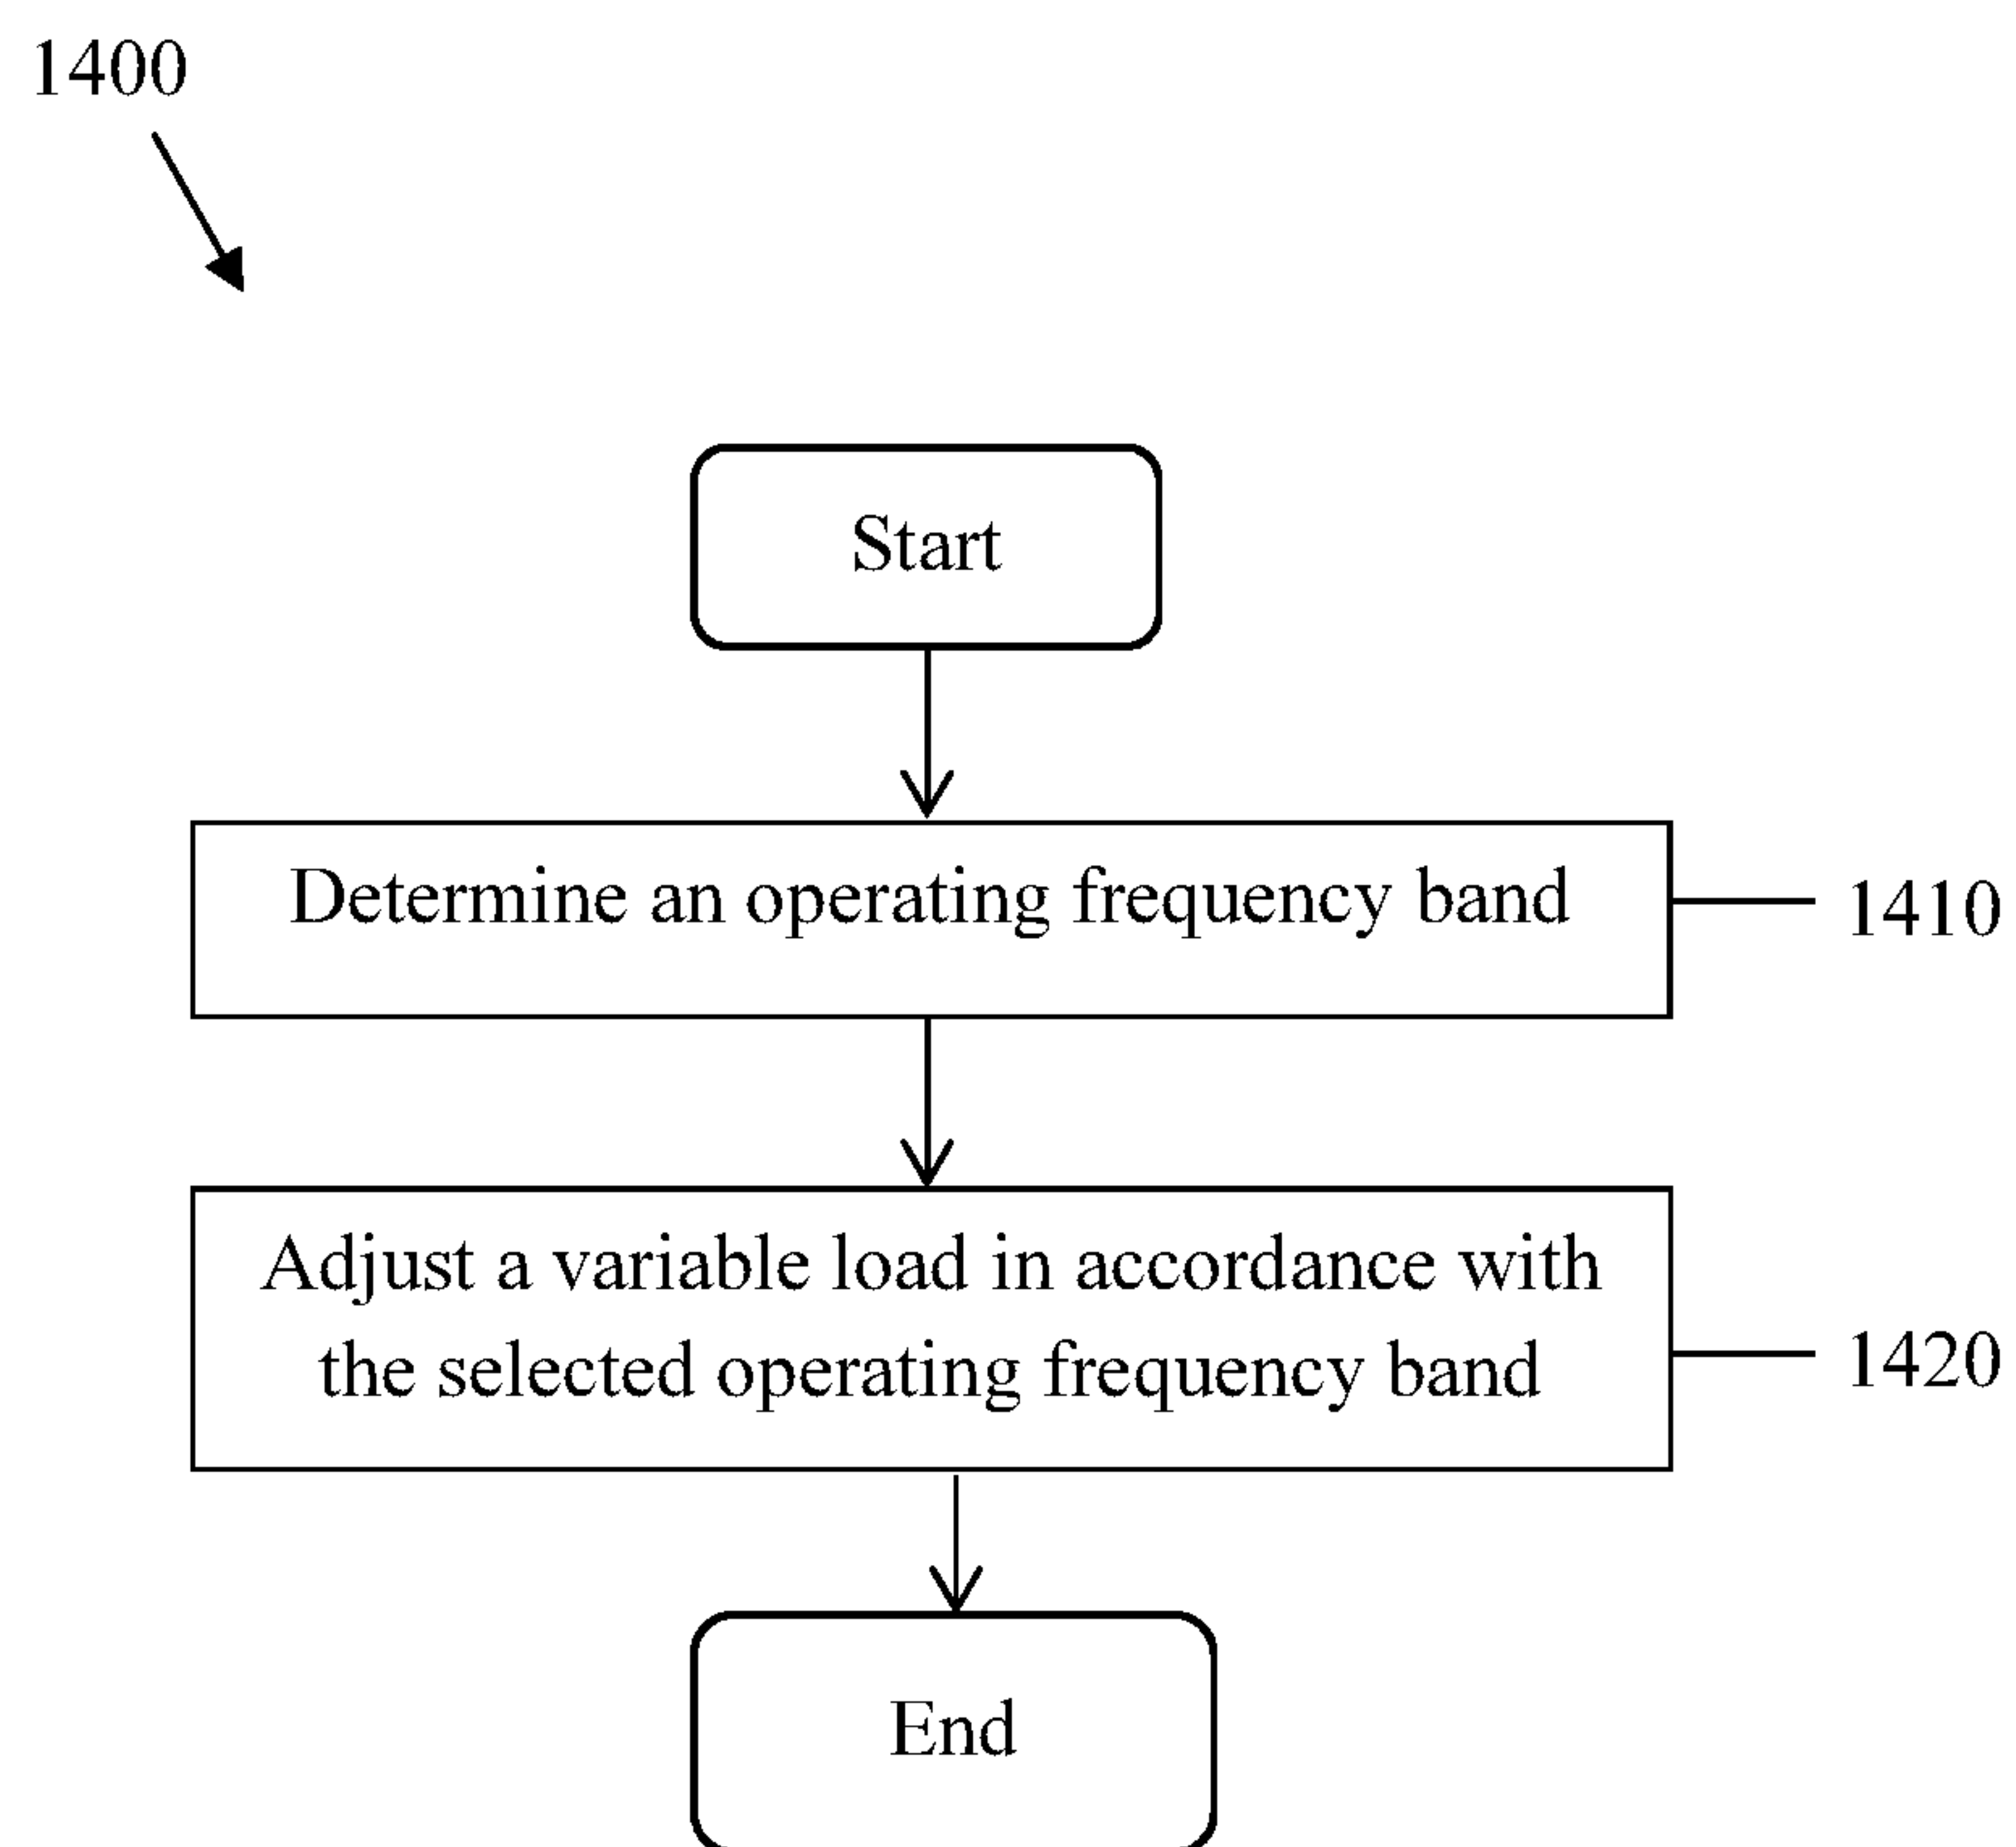 1400
Start
Determine an operating frequency band
1410
Adjust a variable load in accordance with
the selected operating frequency band
1420
End